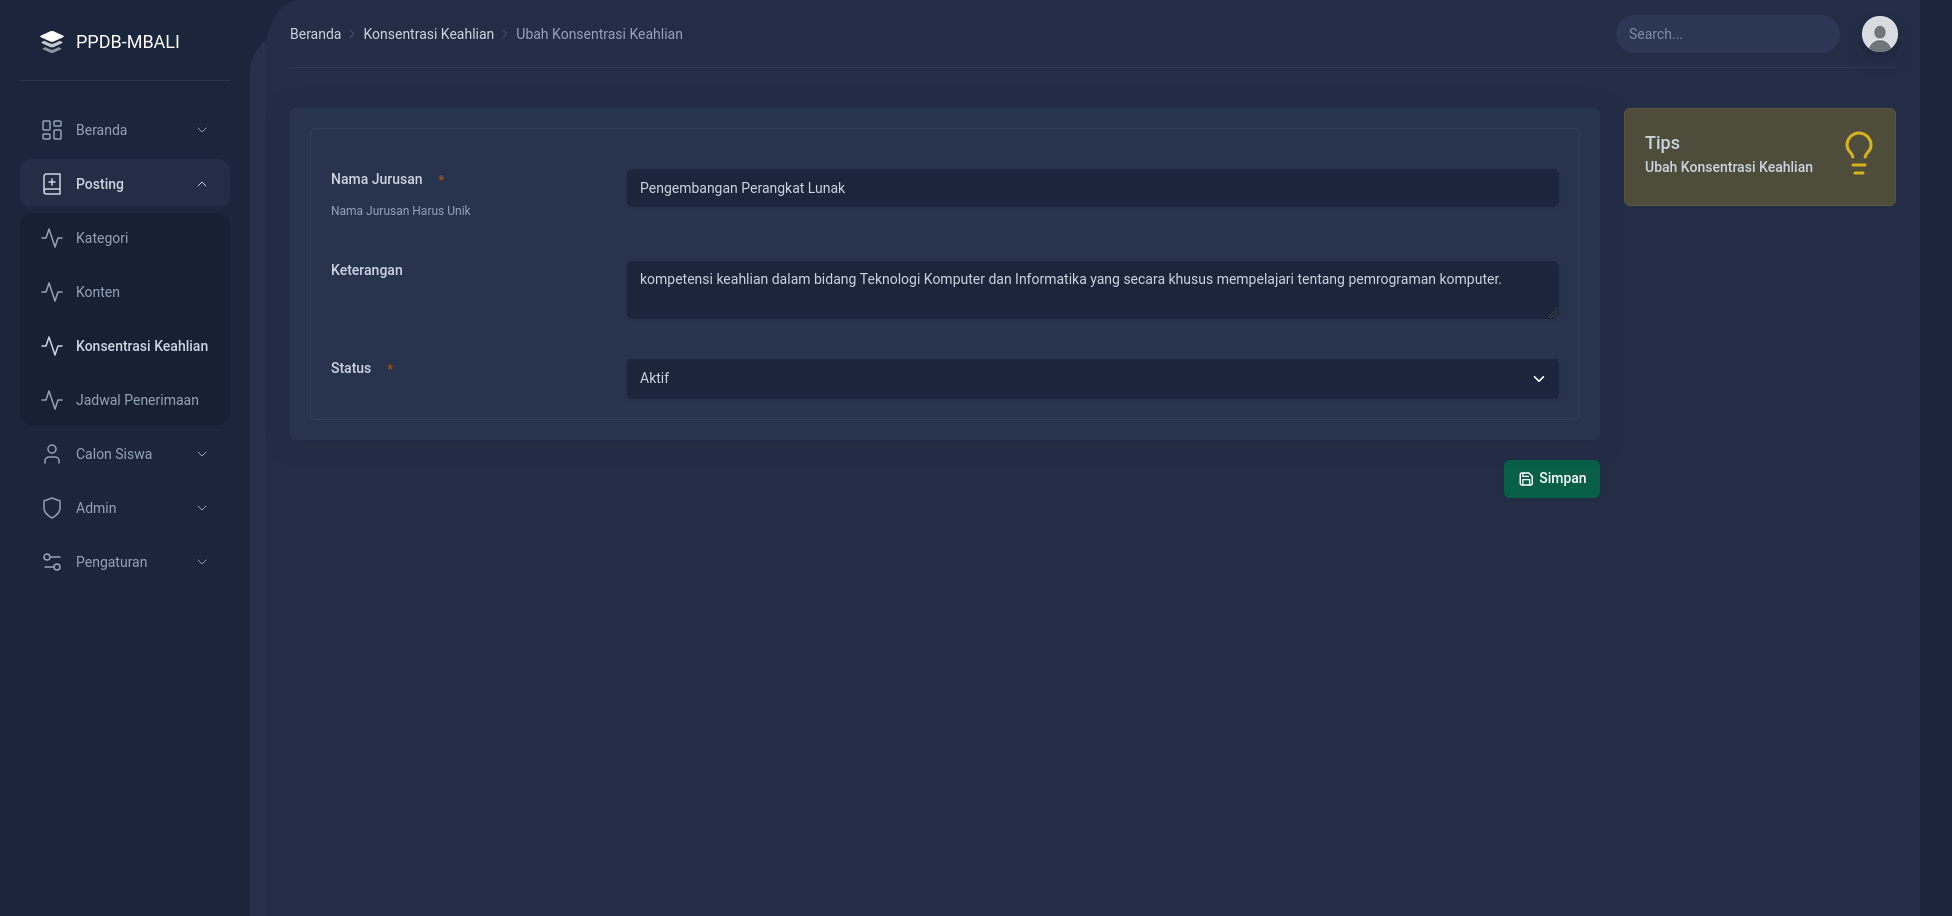 PPDB-MBALI
Beranda
Posting
Kategori
Konten
Konsentrasi Keahlian
Jadwal Penerimaan
Calon Siswa
Admin
Pengaturan
Beranda Konsentrasi Keahlian Ubah Konsentrasi Keahlian
Search...
Nama Jurusan *
Nama Jurusan Harus Unik
Pengembangan Perangkat Lunak
Keterangan
kompetensi keahlian dalam bidang Teknologi Komputer dan Informatika yang secara khusus mempelajari tentang pemrograman komputer.
Status *
Aktif
Simpan
Tips
Ubah Konsentrasi Keahlian